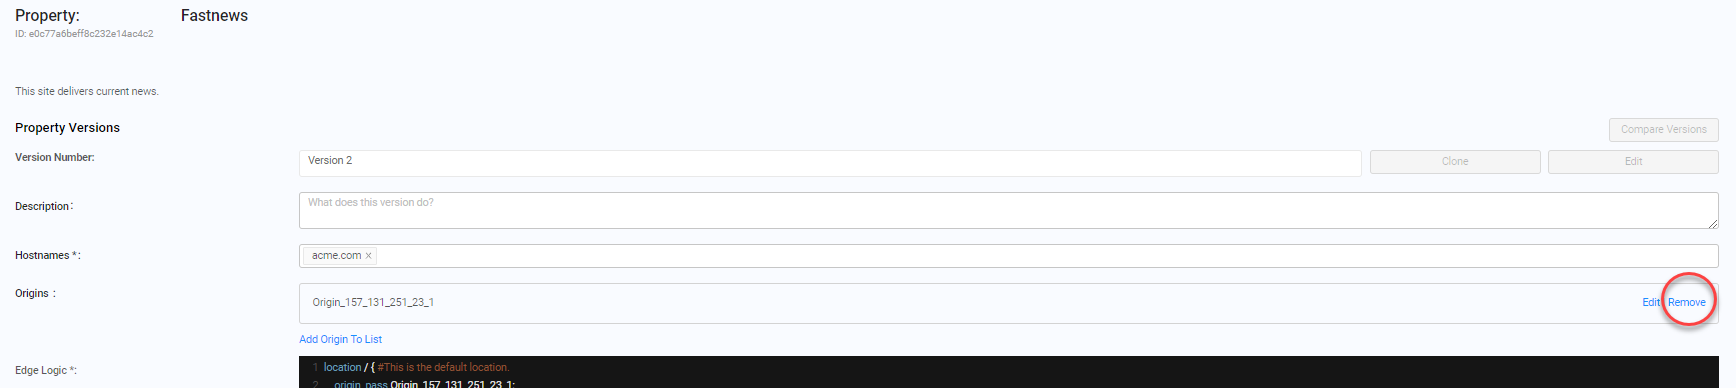 Property: Fastnews
ID: e0c77a6beff8c232e14ac4c2
This site delivers current news.
Property Versions
Compare Versions
Version Number: Version 2 Clone Edit
Description: What does this version do?
Hostnames *: acme.com ×
Origins : Origin_157_131_251_23_1 Edit Remove
Add Origin To List
Edge Logic *: 1 location / { #This is the default location.
2 origin_pass Origin_157_131_251_23_1;